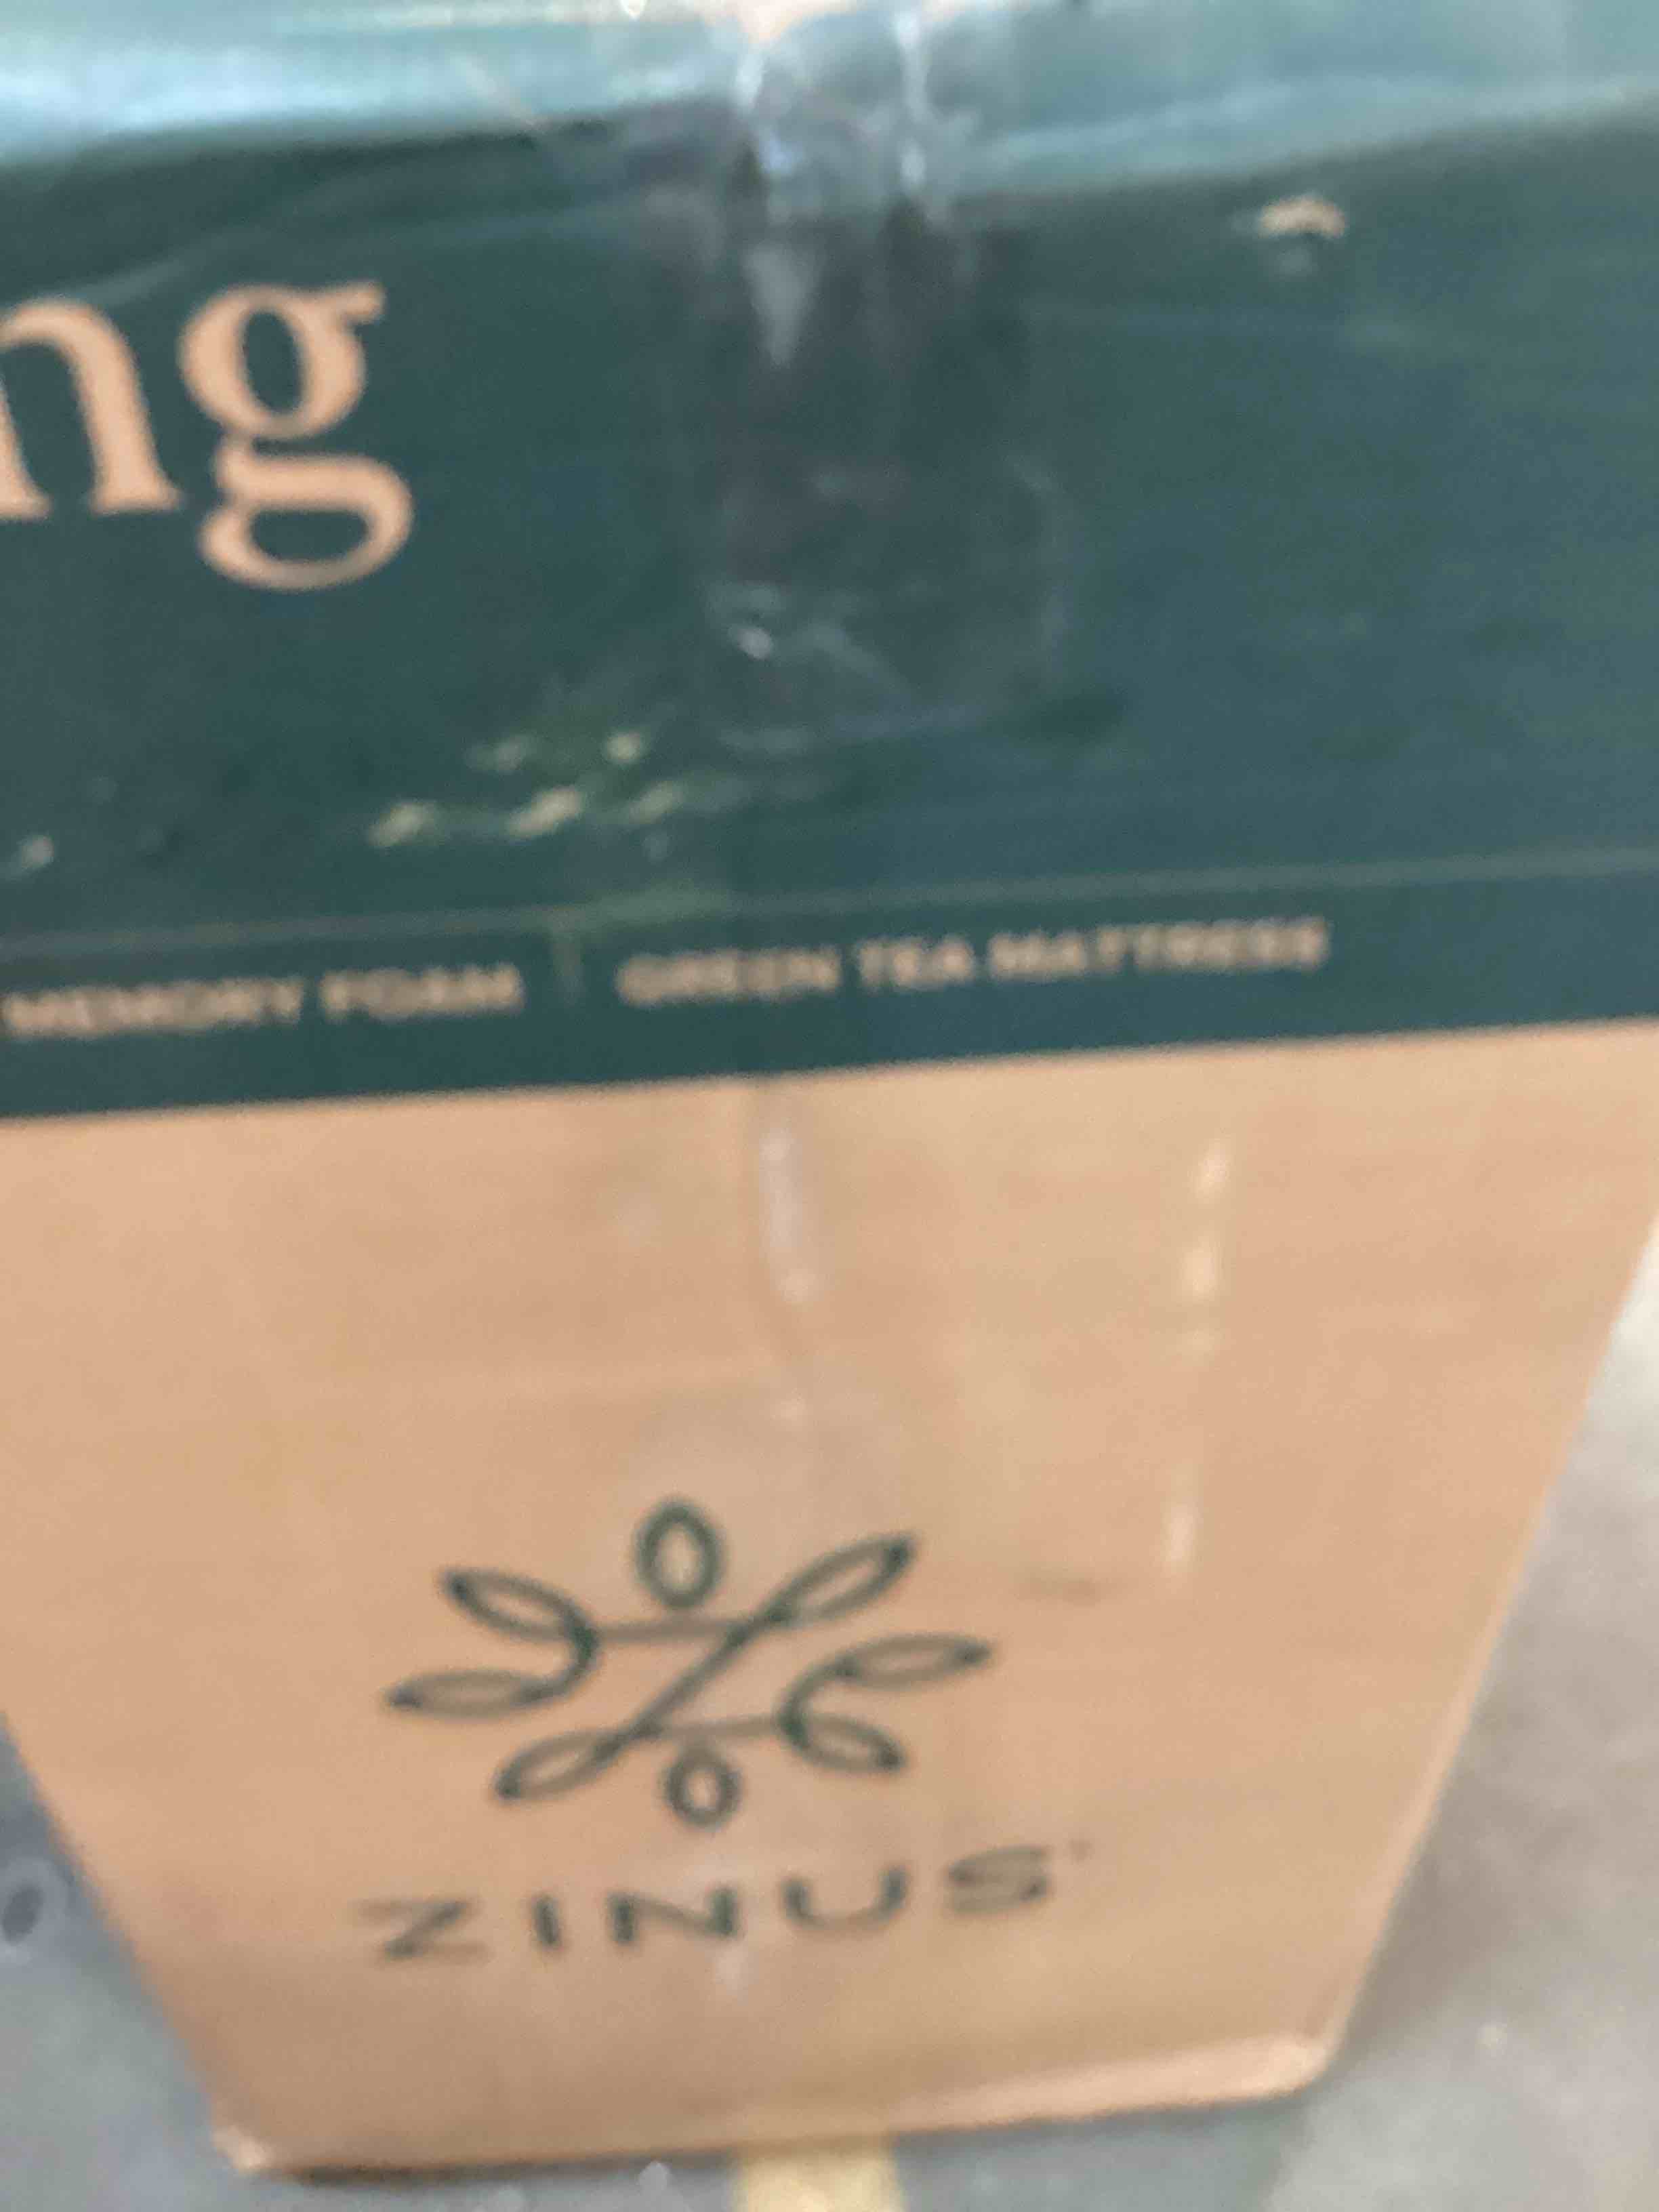 ng
MEMORY FOAM | GREEN TEA MATTRESS
ZINUS